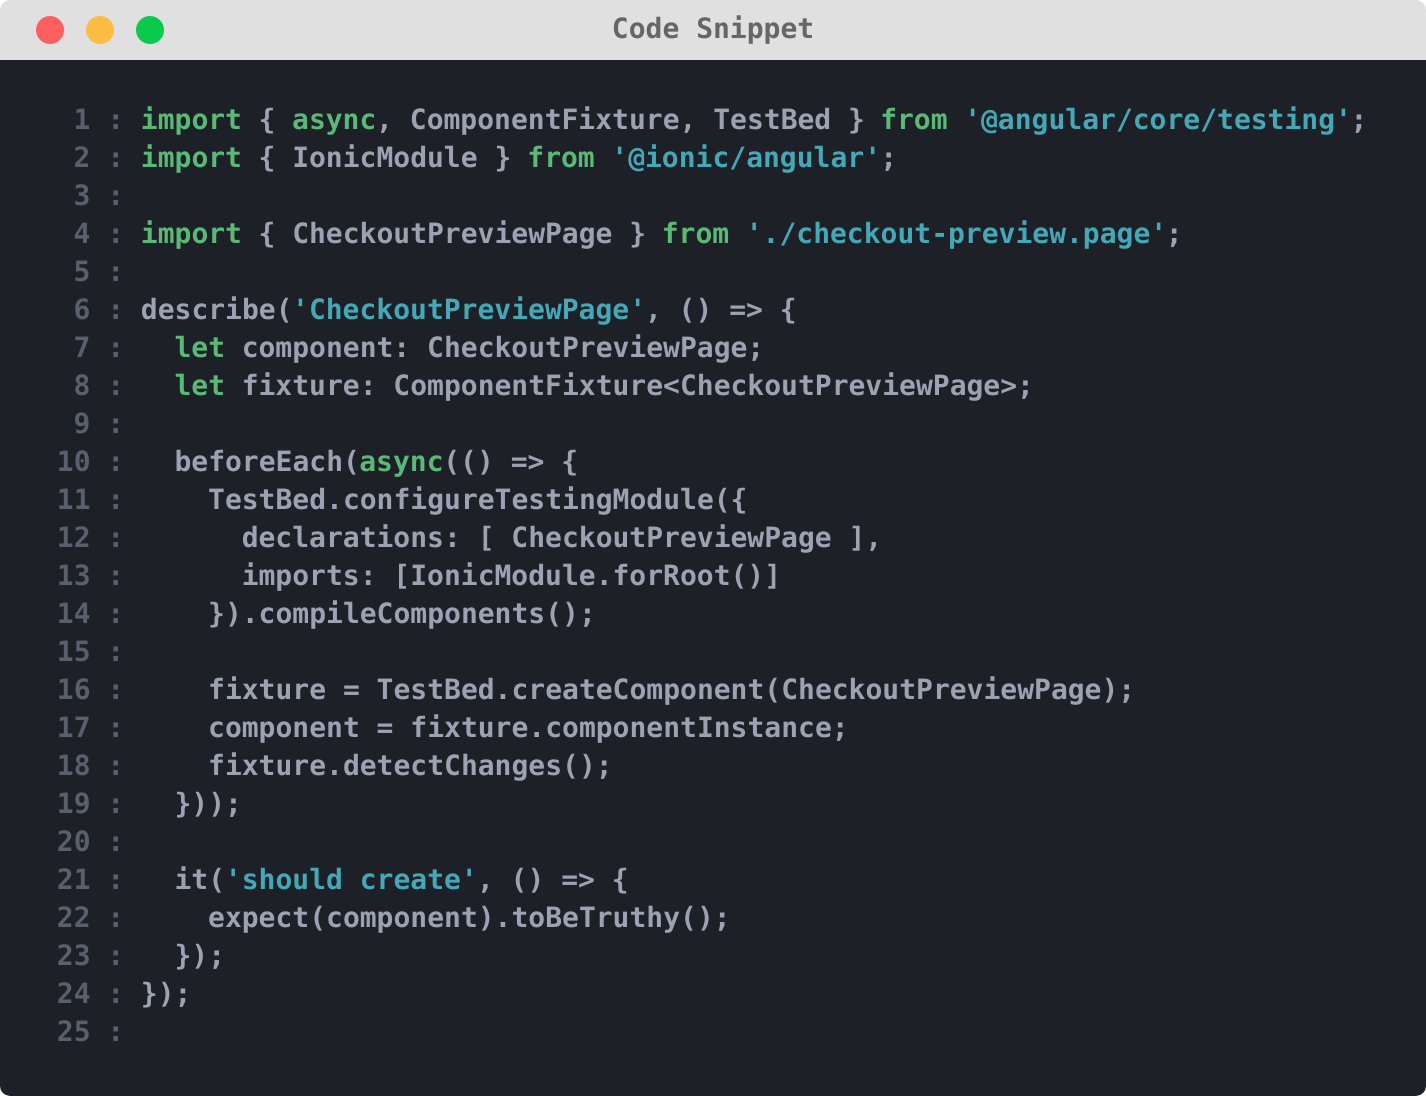 Code Snippet
1 : import { async, ComponentFixture, TestBed } from '@angular/core/testing';
2 : import { IonicModule } from '@ionic/angular';
3 :
4 : import { CheckoutPreviewPage } from './checkout-preview.page';
5 :
6 : describe('CheckoutPreviewPage', () => {
7 :   let component: CheckoutPreviewPage;
8 :   let fixture: ComponentFixture<CheckoutPreviewPage>;
9 :
10 :   beforeEach(async(() => {
11 :     TestBed.configureTestingModule({
12 :       declarations: [ CheckoutPreviewPage ],
13 :       imports: [IonicModule.forRoot()]
14 :     }).compileComponents();
15 :
16 :     fixture = TestBed.createComponent(CheckoutPreviewPage);
17 :     component = fixture.componentInstance;
18 :     fixture.detectChanges();
19 :   }));
20 :
21 :   it('should create', () => {
22 :     expect(component).toBeTruthy();
23 :   });
24 : });
25 :